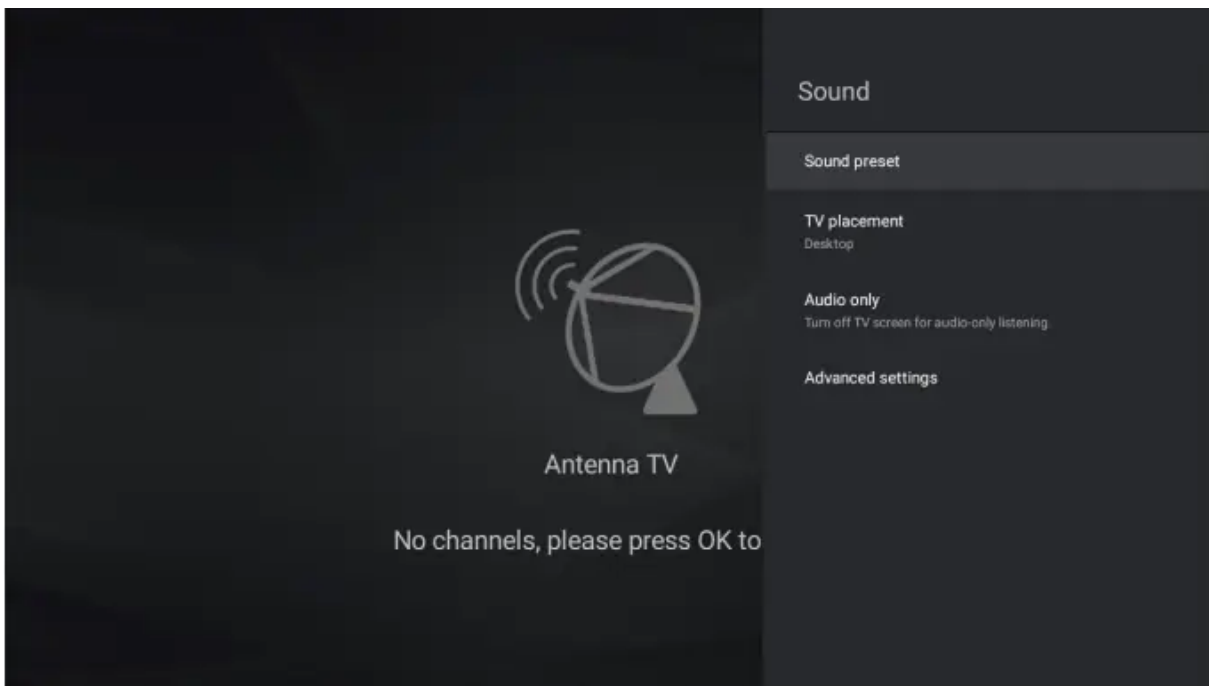 Sound
Sound preset
TV placement
Desktop
Audio only
Turn off TV screen for audio-only listening
Advanced settings
Antenna TV
No channels, please press OK to